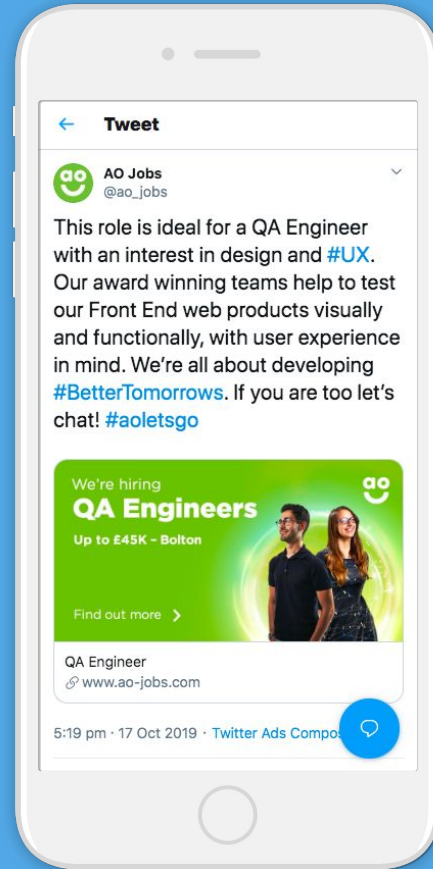 ← Tweet
ao
AO Jobs
@ao_jobs
This role is ideal for a QA Engineer
with an interest in design and #UX.
Our award winning teams help to test
our Front End web products visually
and functionally, with user experience
in mind. We’re all about developing
#BetterTomorrows. If you are too let’s
chat! #aoletsgo
We're hiring
ao
QA Engineers
Up to £45K – Bolton
Find out more
QA Engineer
www.ao-jobs.com
5:19 pm · 17 Oct 2019 · Twitter Ads Compo